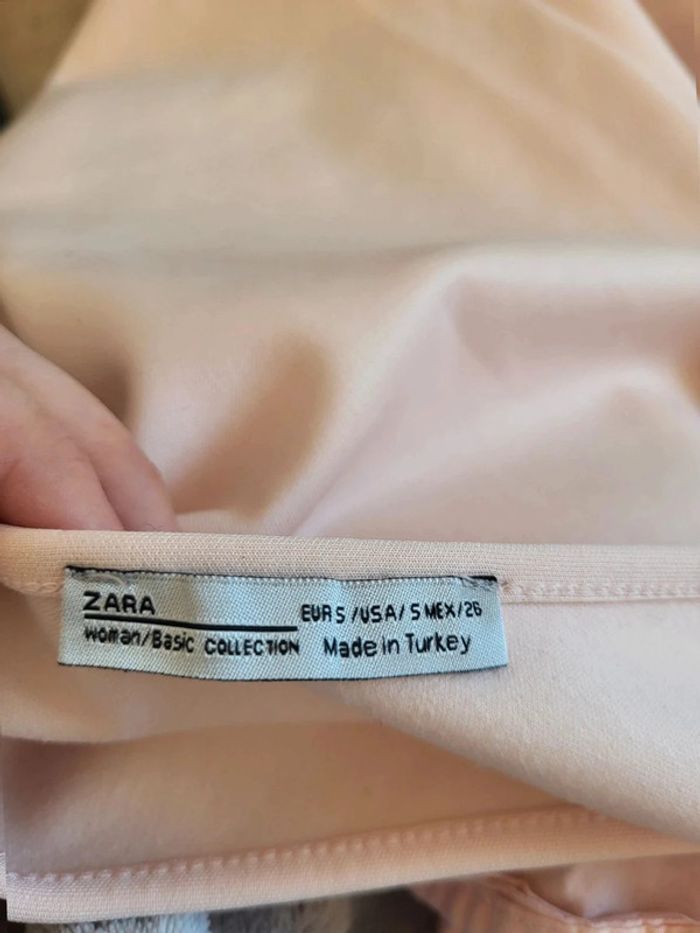 ZARA
woman/Basic COLLECTION
EUR S /USA/ S MEX/26
Made in Turkey